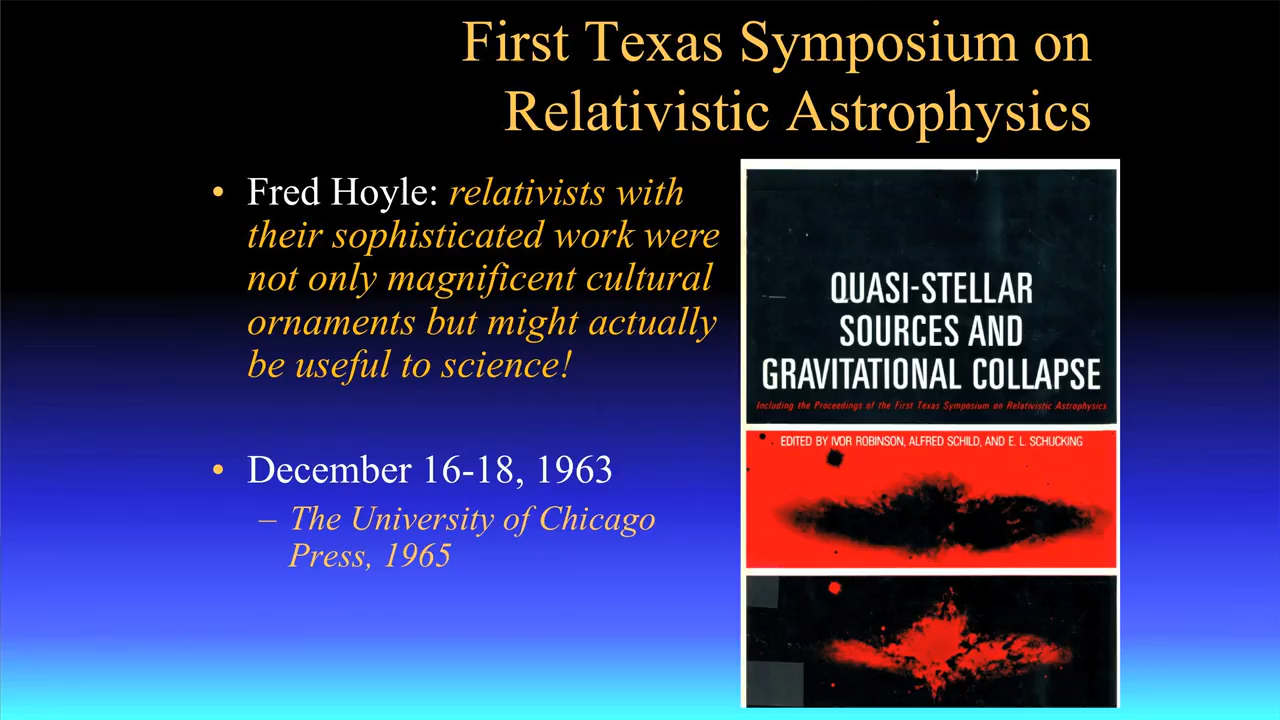 First Texas Symposium on
Relativistic Astrophysics
• Fred Hoyle: relativists with
their sophisticated work were
not only magnificent cultural
ornaments but might actually
be useful to science!
• December 16-18, 1963
– The University of Chicago
Press, 1965
QUASI-STELLAR
SOURCES AND
GRAVITATIONAL COLLAPSE
Including the Proceedings of the First Texas Symposium on Relativistic Astrophysics
EDITED BY IVOR ROBINSON, ALFRED SCHILD, AND E. L. SCHUCKING